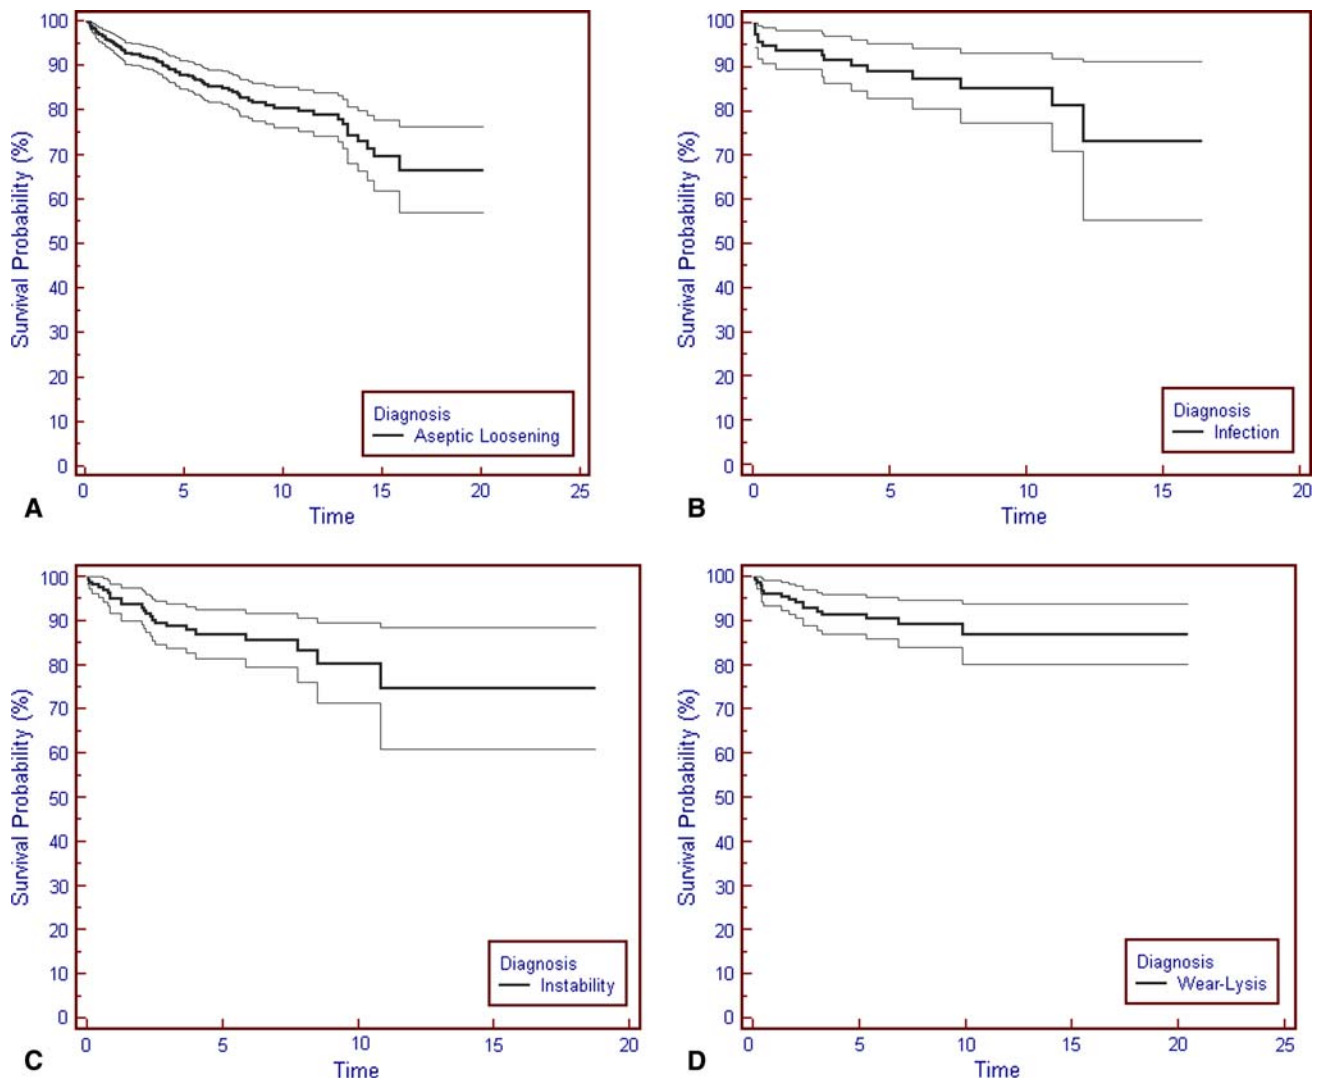 Survival Probability (%)
100
90
80
70
60
50
40
30
20
10
0
0 5 10 15 20 25
Time
Diagnosis
Aseptic Loosening
A
Survival Probability (%)
100
90
80
70
60
50
40
30
20
10
0
0 5 10 15 20
Time
Diagnosis
Infection
B
Survival Probability (%)
100
90
80
70
60
50
40
30
20
10
0
0 5 10 15 20
Time
Diagnosis
Instability
C
Survival Probability (%)
100
90
80
70
60
50
40
30
20
10
0
0 5 10 15 20 25
Time
Diagnosis
Wear-Lysis
D